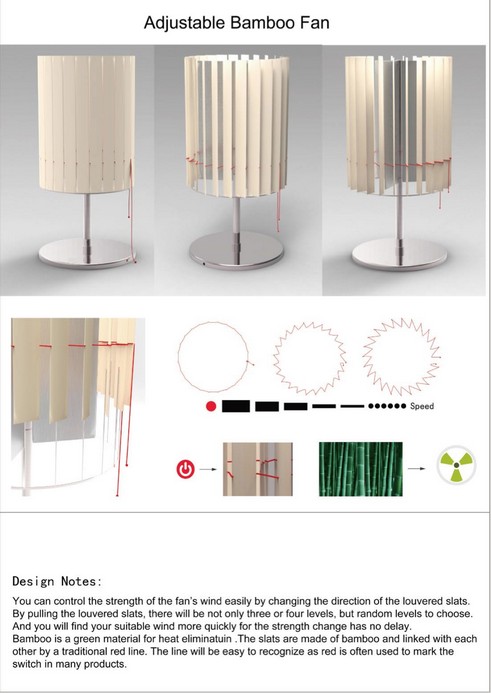 Adjustable Bamboo Fan
Speed
Design Notes:
You can control the strength of the fan's wind easily by changing the direction of the louvered slats.
By pulling the louvered slats, there will be not only three or four levels, but random levels to choose.
And you will find your suitable wind more quickly for the strength change has no delay.
Bamboo is a green material for heat eliminatuin .The slats are made of bamboo and linked with each
other by a traditional red line. The line will be easy to recognize as red is often used to mark the
switch in many products.